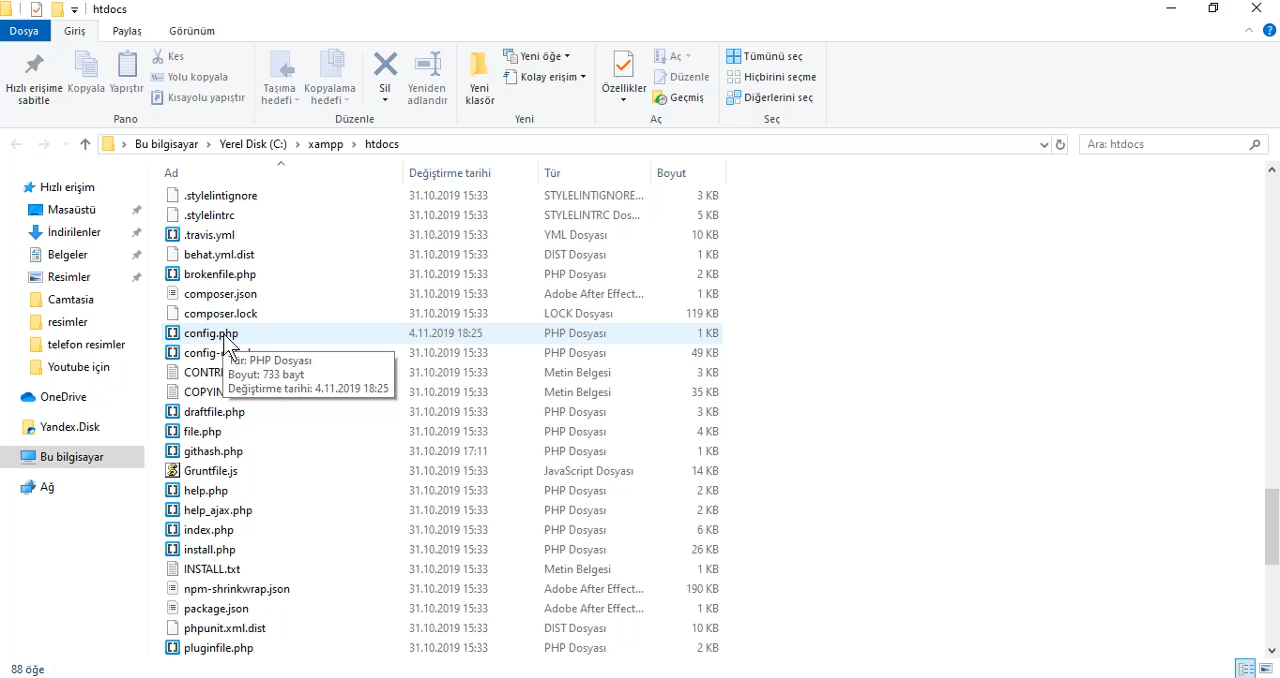 htdocs
Dosya Giriş Paylaş Görünüm
Hızlı erişime sabitle
Kopyala
Yapıştır
Kes
Yolu kopyala
Kısayolu yapıştır
Pano
Taşıma hedefi
Kopyalama hedefi
Sil
Yeniden adlandır
Düzenle
Yeni klasör
Yeni öğe
Kolay erişim
Yeni
Özellikler
Aç
Düzenle
Geçmiş
Aç
Tümünü seç
Hiçbirini seçme
Diğerlerini seç
Seç
Bu bilgisayar > Yerel Disk (C:) > xampp > htdocs
Ara: htdocs
Hızlı erişim
Masaüstü
İndirilenler
Belgeler
Resimler
Camtasia
resimler
telefon resimler
Youtube için
OneDrive
Yandex.Disk
Bu bilgisayar
Ağ
Ad Değiştirme tarihi Tür Boyut
.stylelintignore 31.10.2019 15:33 STYLELINTIGNORE... 3 KB
.stylelintrc 31.10.2019 15:33 STYLELINTRC Dos... 5 KB
.travis.yml 31.10.2019 15:33 YML Dosyası 10 KB
behat.yml.dist 31.10.2019 15:33 DIST Dosyası 1 KB
brokenfile.php 31.10.2019 15:33 PHP Dosyası 2 KB
composer.json 31.10.2019 15:33 Adobe After Effect... 1 KB
composer.lock 31.10.2019 15:33 LOCK Dosyası 119 KB
config.php 4.11.2019 18:25 PHP Dosyası 1 KB
config- 31.10.2019 15:33 PHP Dosyası 49 KB
CONTRI 31.10.2019 15:33 Metin Belgesi 3 KB
COPYIN 31.10.2019 15:33 Metin Belgesi 35 KB
Tür: PHP Dosyası
Boyut: 733 bayt
Değiştirme tarihi: 4.11.2019 18:25
draftfile.php 31.10.2019 15:33 PHP Dosyası 3 KB
file.php 31.10.2019 15:33 PHP Dosyası 4 KB
githash.php 31.10.2019 17:11 PHP Dosyası 1 KB
Gruntfile.js 31.10.2019 15:33 JavaScript Dosyası 14 KB
help.php 31.10.2019 15:33 PHP Dosyası 2 KB
help_ajax.php 31.10.2019 15:33 PHP Dosyası 2 KB
index.php 31.10.2019 15:33 PHP Dosyası 6 KB
install.php 31.10.2019 15:33 PHP Dosyası 26 KB
INSTALL.txt 31.10.2019 15:33 Metin Belgesi 1 KB
npm-shrinkwrap.json 31.10.2019 15:33 Adobe After Effect... 190 KB
package.json 31.10.2019 15:33 Adobe After Effect... 1 KB
phpunit.xml.dist 31.10.2019 15:33 DIST Dosyası 10 KB
pluginfile.php 31.10.2019 15:33 PHP Dosyası 2 KB
88 öğe